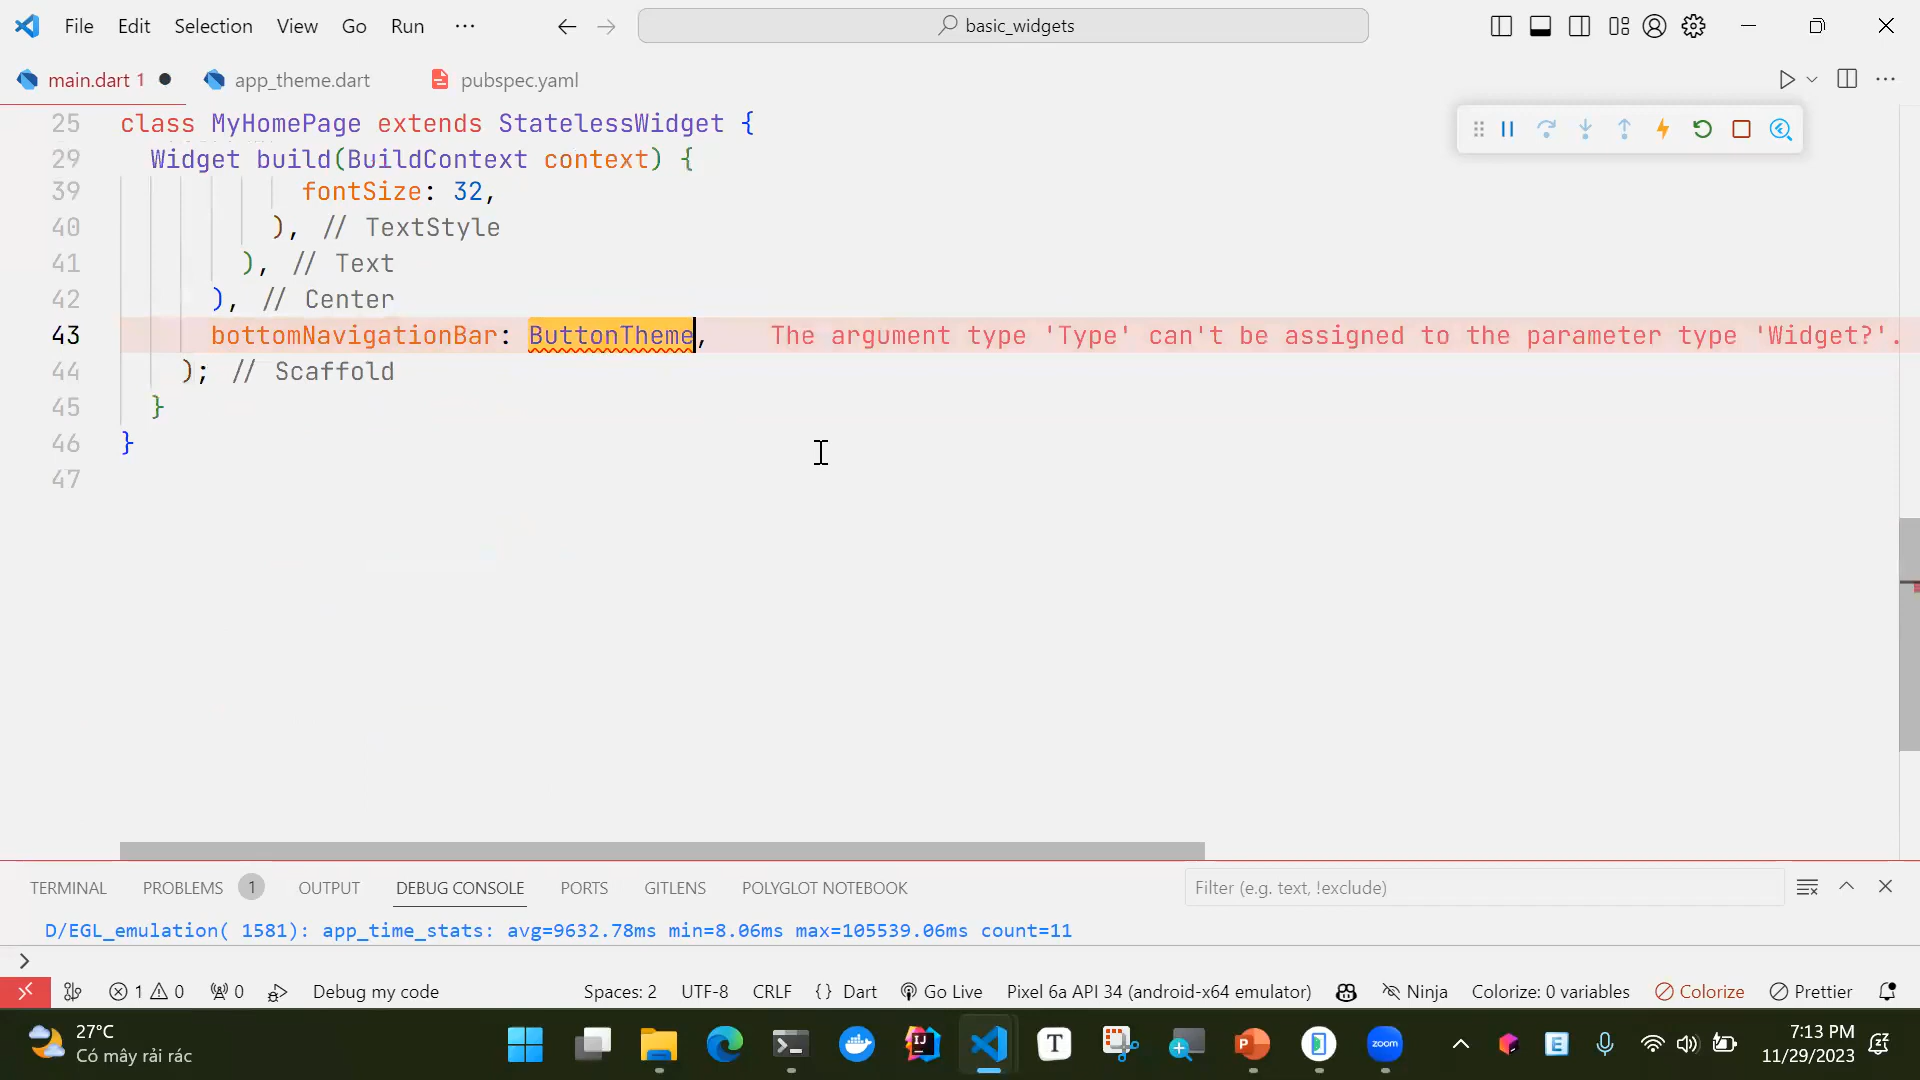 File Edit Selection View Go Run ··· basic_widgets
main.dart 1 app_theme.dart pubspec.yaml
25 class MyHomePage extends StatelessWidget {
29 Widget build(BuildContext context) {
39 fontSize: 32,
40 ), // TextStyle
41 ), // Text
42 ), // Center
43 bottomNavigationBar: ButtonTheme, The argument type 'Type' can't be assigned to the parameter type 'Widget?'.
44 ); // Scaffold
45 }
46 }
47
TERMINAL PROBLEMS 1 OUTPUT DEBUG CONSOLE PORTS GITLENS POLYGLOT NOTEBOOK Filter (e.g. text, !exclude)
D/EGL_emulation( 1581): app_time_stats: avg=9632.78ms min=8.06ms max=105539.06ms count=11
>
1 0 0 Debug my code Spaces: 2 UTF-8 CRLF {} Dart Go Live Pixel 6a API 34 (android-x64 emulator) Ninja Colorize: 0 variables Colorize Prettier
27°C
Có mây rải rác
IJ
T
zoom
E
7:13 PM
11/29/2023